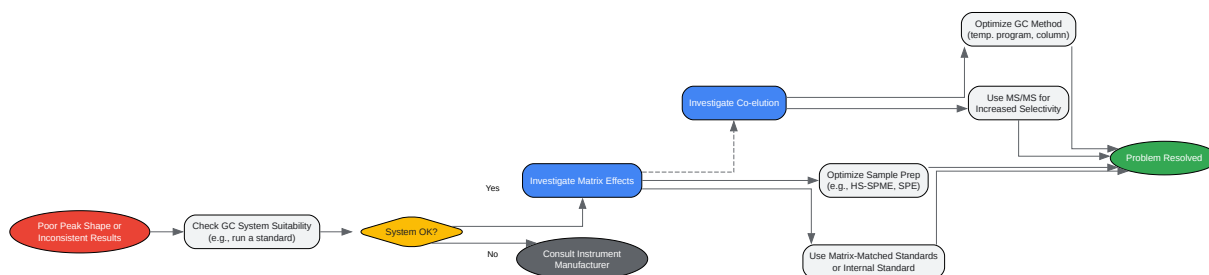 Poor Peak Shape or
Inconsistent Results
Check GC System Suitability
(e.g., run a standard)
System OK?
Yes
No
Consult Instrument
Manufacturer
Investigate Matrix Effects
Investigate Co-elution
Optimize GC Method
(temp. program, column)
Use MS/MS for
Increased Selectivity
Optimize Sample Prep
(e.g., HS-SPME, SPE)
Use Matrix-Matched Standards
or Internal Standard
Problem Resolved